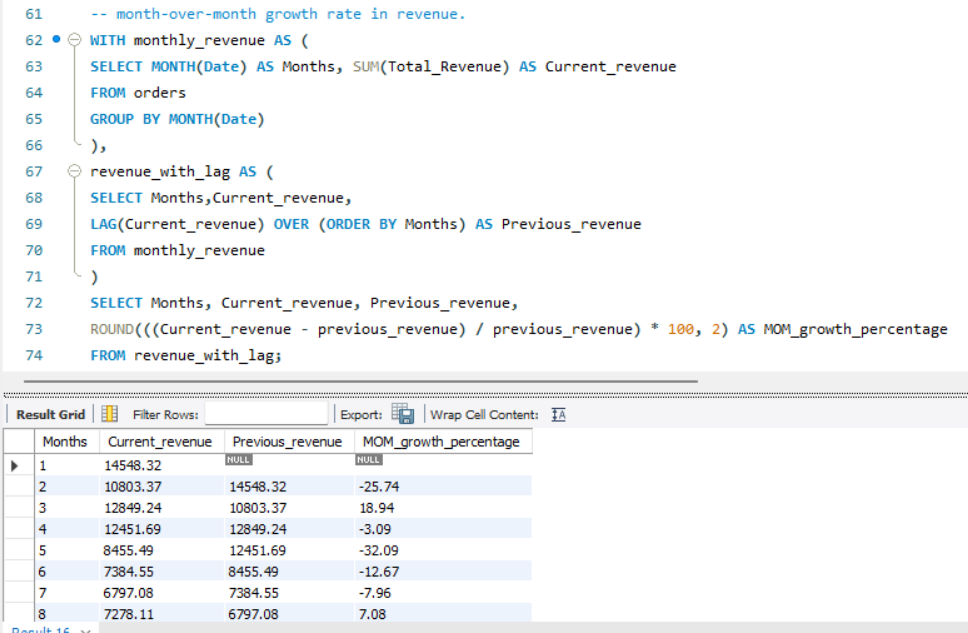 61 -- month-over-month growth rate in revenue.
62 WITH monthly_revenue AS (
63 SELECT MONTH(Date) AS Months, SUM(Total_Revenue) AS Current_revenue
64 FROM orders
65 GROUP BY MONTH(Date)
66 ),
67 revenue_with_lag AS (
68 SELECT Months,Current_revenue,
69 LAG(Current_revenue) OVER (ORDER BY Months) AS Previous_revenue
70 FROM monthly_revenue
71 )
72 SELECT Months, Current_revenue, Previous_revenue,
73 ROUND(((Current_revenue - previous_revenue) / previous_revenue) * 100, 2) AS MOM_growth_percentage
74 FROM revenue_with_lag;
Result Grid Filter Rows: Export: Wrap Cell Content: IA
Months Current_revenue Previous_revenue MOM_growth_percentage
1 14548.32 NULL NULL
2 10803.37 14548.32 -25.74
3 12849.24 10803.37 18.94
4 12451.69 12849.24 -3.09
5 8455.49 12451.69 -32.09
6 7384.55 8455.49 -12.67
7 6797.08 7384.55 -7.96
8 7278.11 6797.08 7.08
Result 16